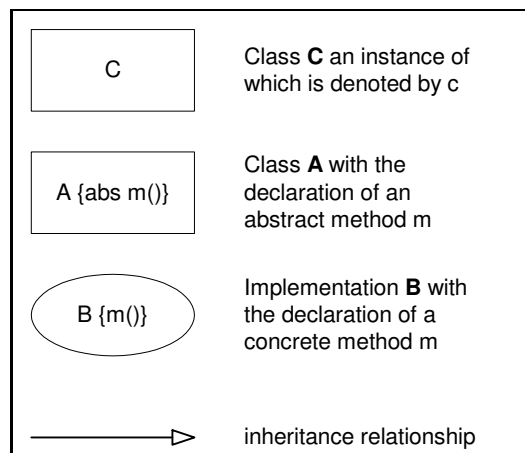 C
Class C an instance of
which is denoted by c
A {abs m()}
Class A with the
declaration of an
abstract method m
B {m()}
Implementation B with
the declaration of a
concrete method m
inheritance relationship